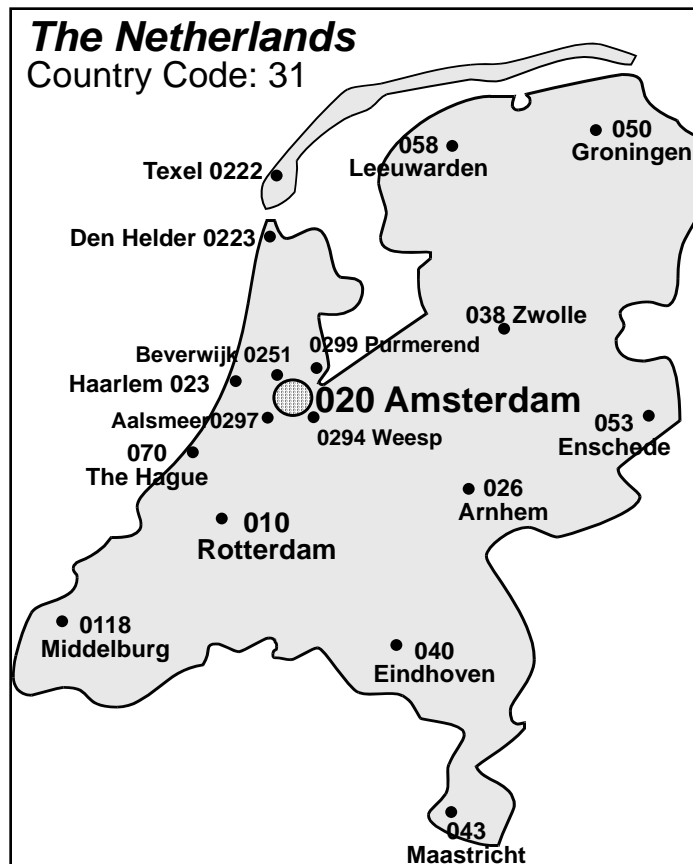 The Netherlands
Country Code: 31
058
Leeuwarden
050
Groningen
Texel 0222
Den Helder 0223
038 Zwolle
Beverwijk 0251
0299 Purmerend
Haarlem 023
020 Amsterdam
Aalsmeer0297
0294 Weesp
053
Enschede
070
The Hague
026
Arnhem
010
Rotterdam
0118
Middelburg
040
Eindhoven
043
Maastricht